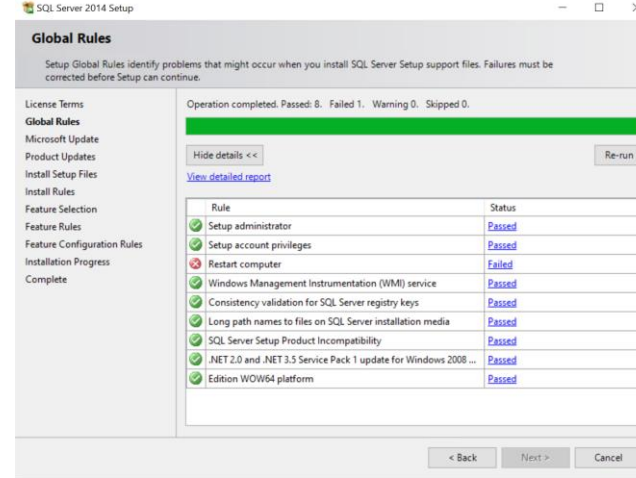 SQL Server 2014 Setup
Global Rules
Setup Global Rules identify problems that might occur when you install SQL Server Setup support files. Failures must be
corrected before Setup can continue.
License Terms
Global Rules
Microsoft Update
Product Updates
Install Setup Files
Install Rules
Feature Selection
Feature Rules
Feature Configuration Rules
Installation Progress
Complete
Operation completed. Passed: 8. Failed 1. Warning 0. Skipped 0.
Hide details <<
Re-run
View detailed report
Rule Status
Setup administrator Passed
Setup account privileges Passed
Restart computer Failed
Windows Management Instrumentation (WMI) service Passed
Consistency validation for SQL Server registry keys Passed
Long path names to files on SQL Server installation media Passed
SQL Server Setup Product Incompatibility Passed
.NET 2.0 and .NET 3.5 Service Pack 1 update for Windows 2008 ... Passed
Edition WOW64 platform Passed
< Back Next > Cancel